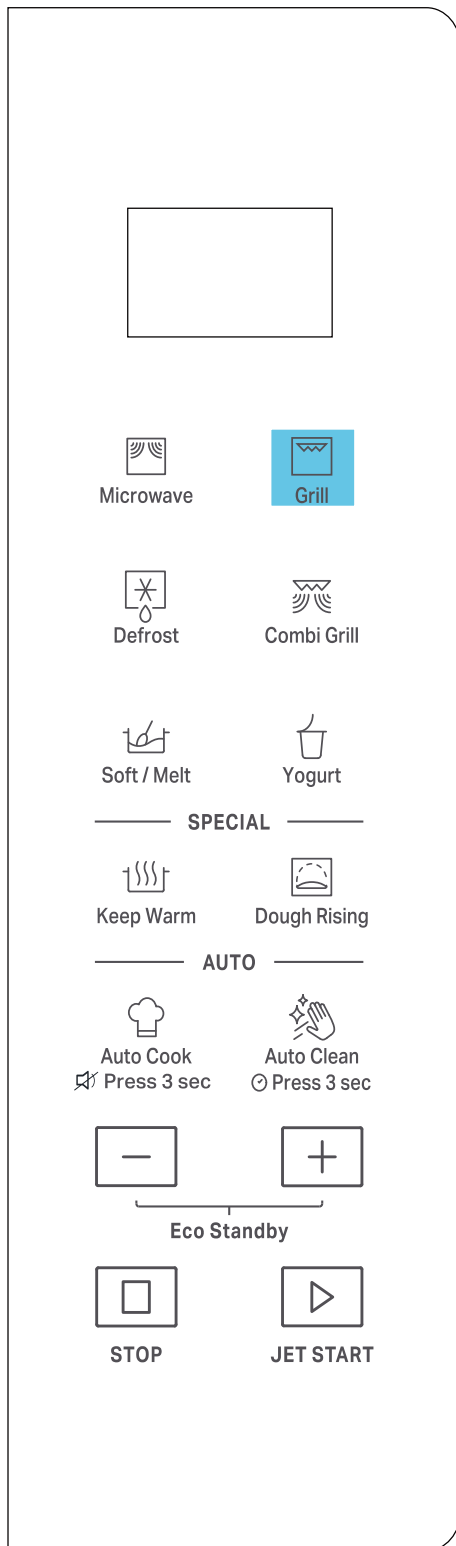 Microwave Grill
Defrost Combi Grill
Soft / Melt Yogurt
SPECIAL
Keep Warm Dough Rising
AUTO
Auto Cook Auto Clean
Press 3 sec Press 3 sec
Eco Standby
STOP JET START